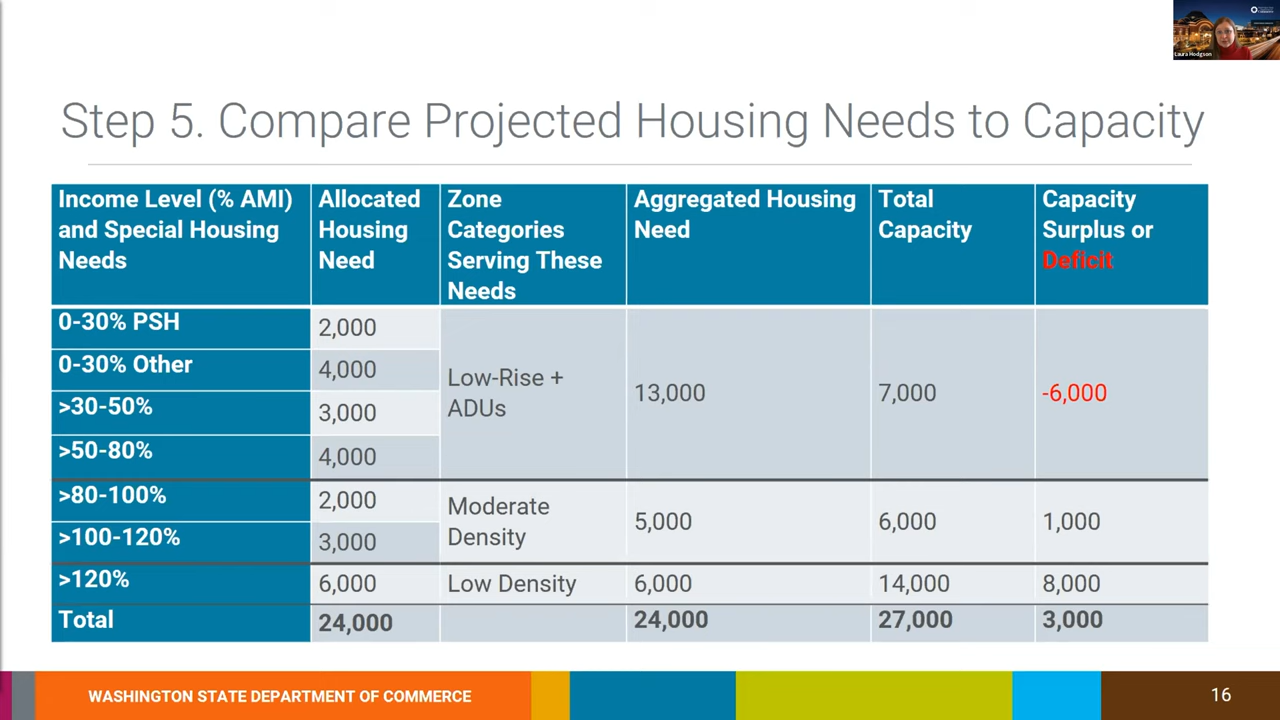 Laura Hodgson
Step 5. Compare Projected Housing Needs to Capacity
Income Level (% AMI)
and Special Housing
Needs
Allocated
Housing
Need
Zone
Categories
Serving These
Needs
Aggregated Housing
Need
Total
Capacity
Capacity
Surplus or
Deficit
0-30% PSH
2,000
0-30% Other
4,000
>30-50%
3,000
>50-80%
4,000
Low-Rise +
ADUs
13,000
7,000
-6,000
>80-100%
2,000
>100-120%
3,000
Moderate
Density
5,000
6,000
1,000
>120%
6,000
Low Density
6,000
14,000
8,000
Total
24,000
24,000
27,000
3,000
WASHINGTON STATE DEPARTMENT OF COMMERCE
16